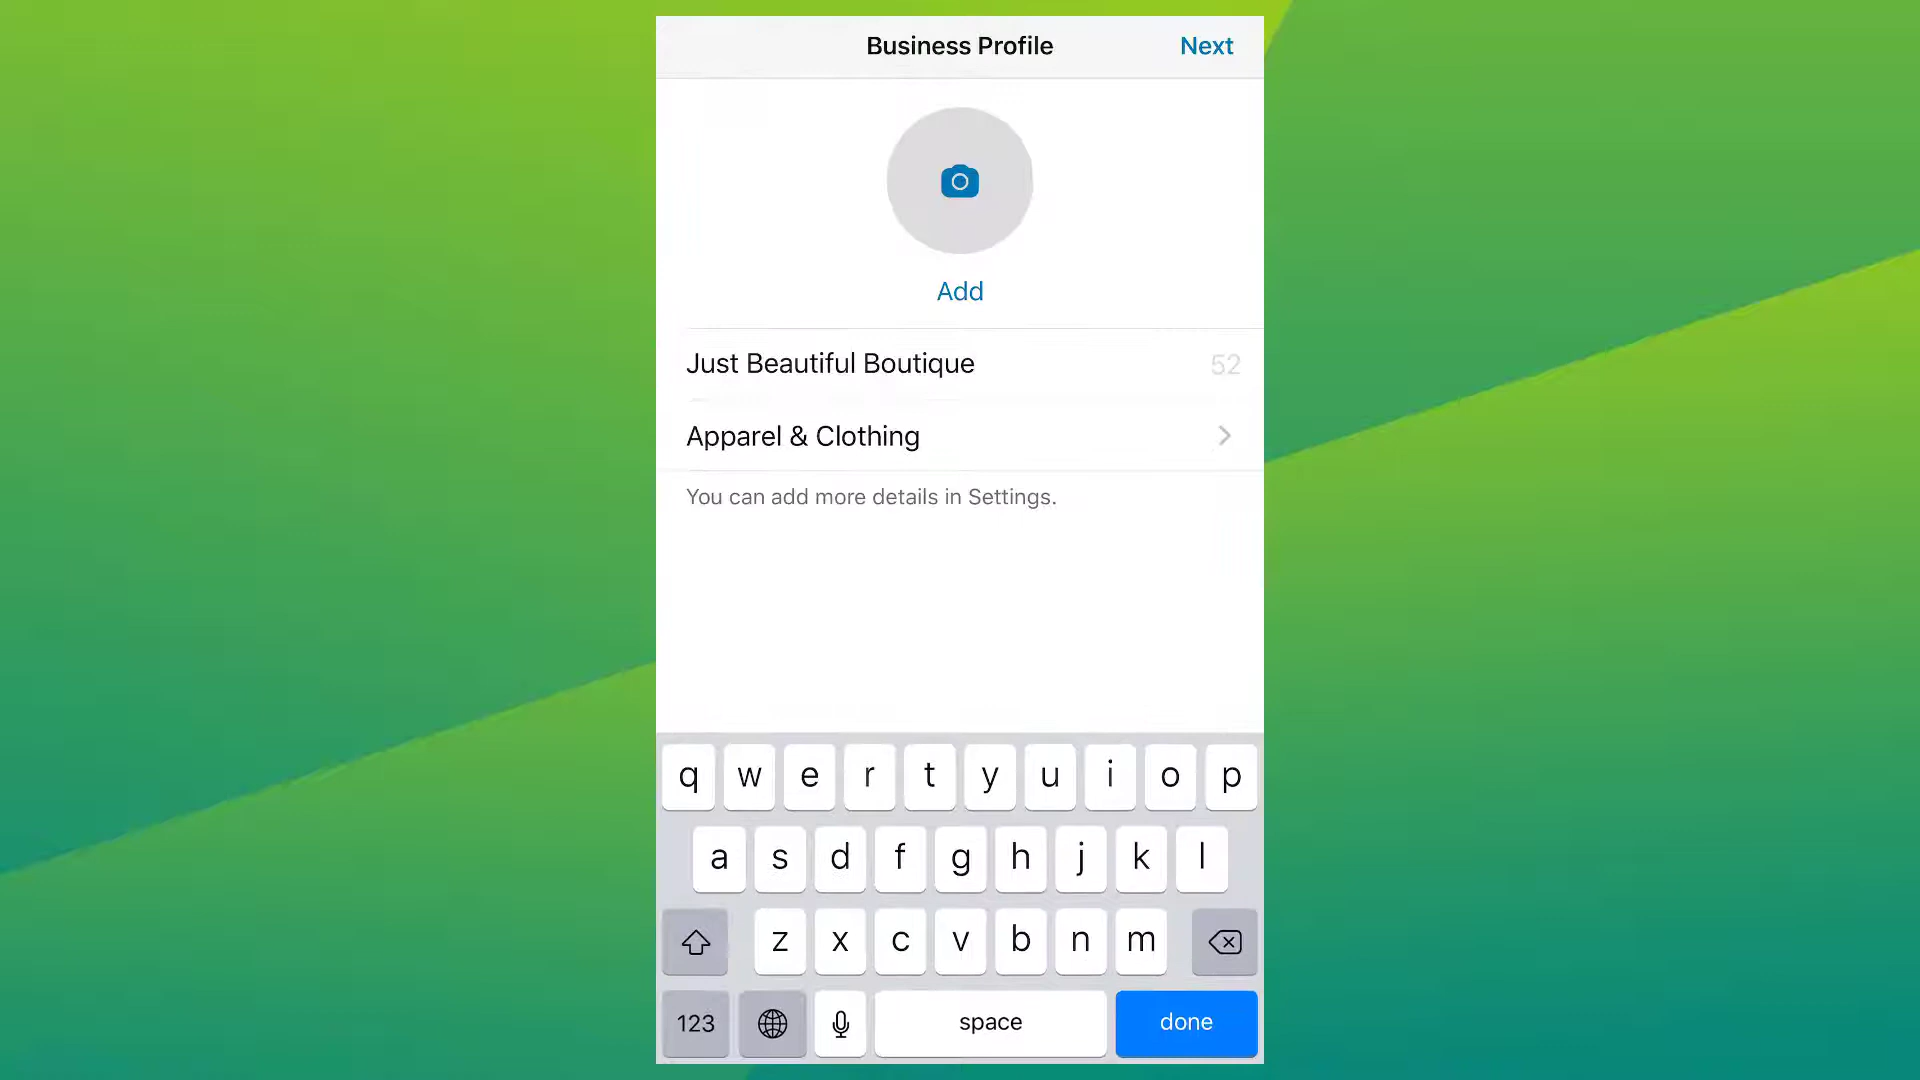 Business Profile Next
Add
Just Beautiful Boutique 52
Apparel & Clothing
You can add more details in Settings.
q w e r t y u i o p
a s d f g h j k l
z x c v b n m
123 space done